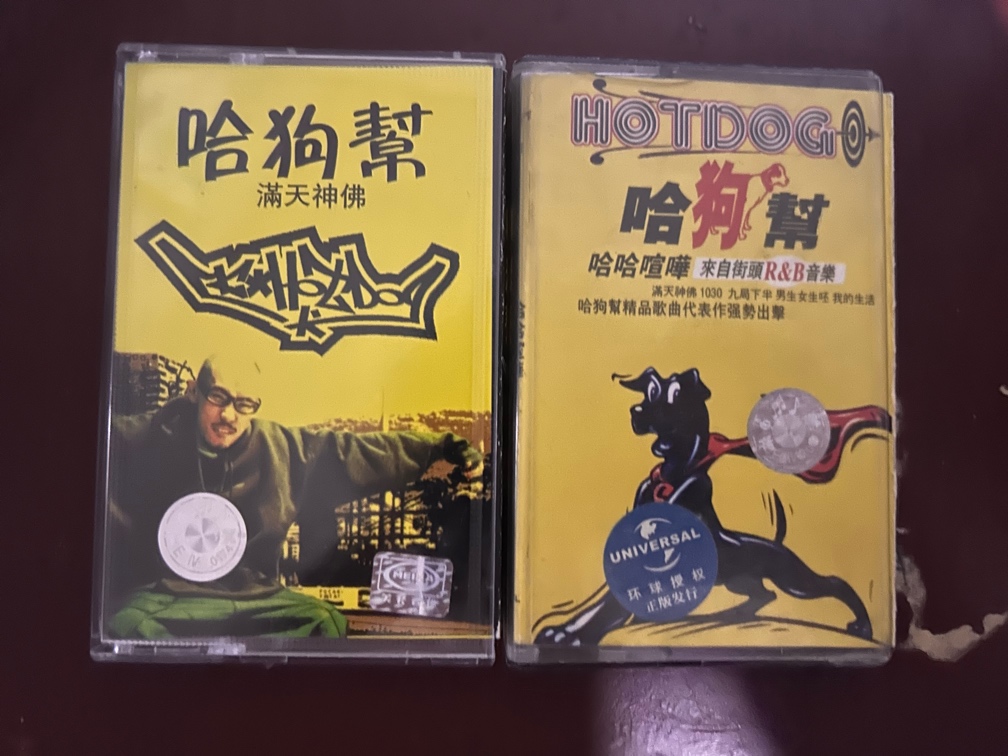 哈狗幫
滿天神佛
HOTDOG
哈狗幫
哈哈喧嘩 來自街頭R&B音樂
滿天神佛 1030 九局下半 男生女生呸 我的生活
哈狗幫精品歌曲代表作强勢出擊
UNIVERSAL
环球授权
正版发行